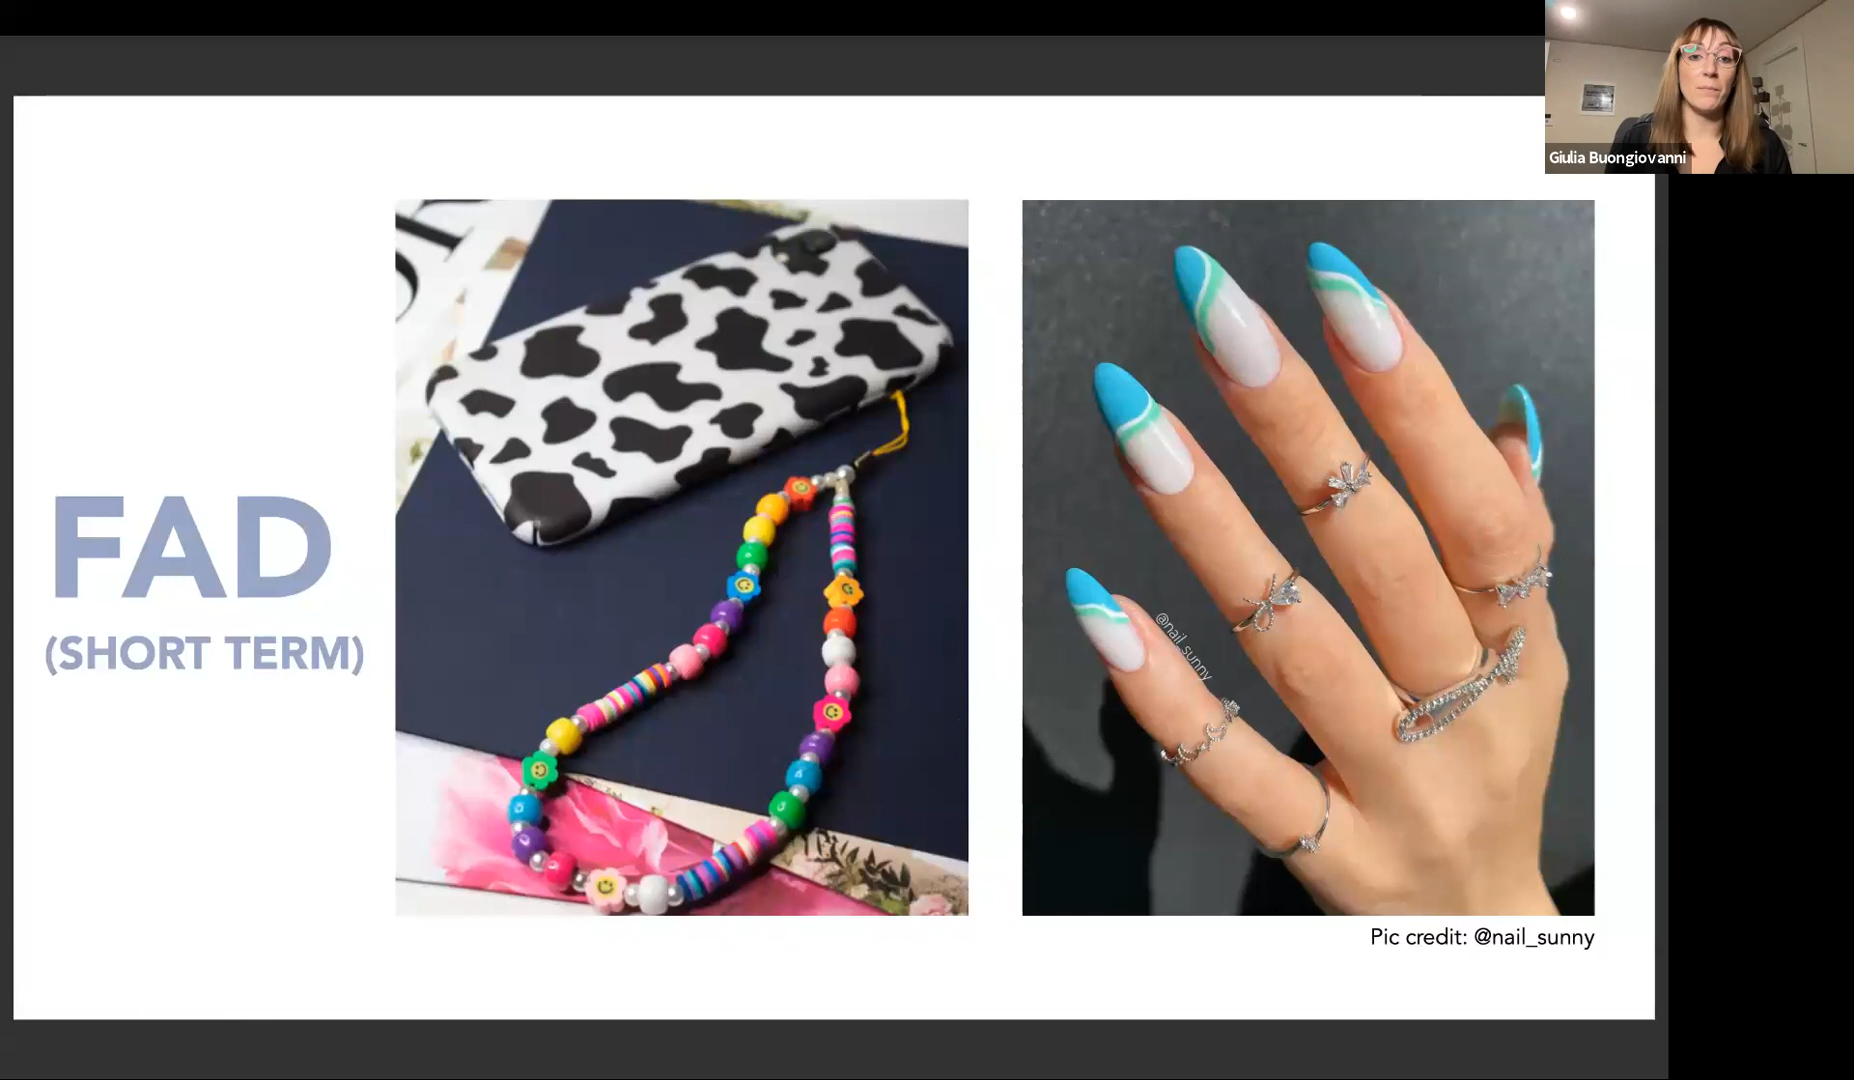 Giulia Buongiovanni
FAD
(SHORT TERM)
@nail_sunny
Pic credit: @nail_sunny